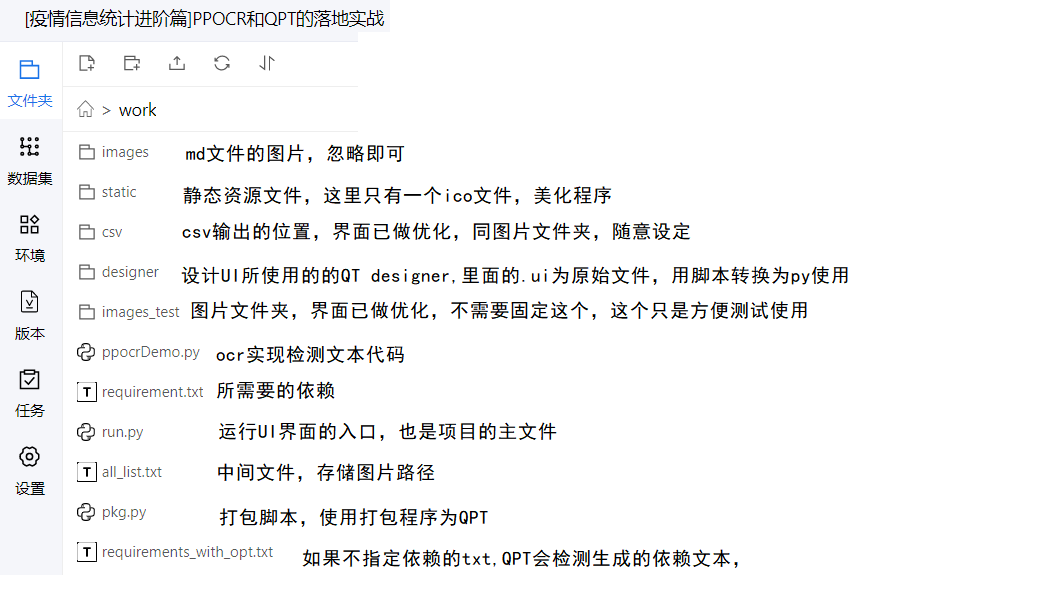 [疫情信息统计进阶篇]PPOCR和QPT的落地实战
文件夹
> work
images md文件的图片，忽略即可
数据集
static 静态资源文件，这里只有一个ico文件，美化程序
csv csv输出的位置，界面已做优化，同图片文件夹，随意设定
环境
designer 设计UI所使用的的QT designer,里面的.ui为原始文件，用脚本转换为py使用
images_test 图片文件夹，界面已做优化，不需要固定这个，这个只是方便测试使用
版本
ppocrDemo.py ocr实现检测文本代码
T requirement.txt 所需要的依赖
任务
run.py 运行UI界面的入口，也是项目的主文件
T all_list.txt 中间文件，存储图片路径
设置
pkg.py 打包脚本，使用打包程序为QPT
T requirements_with_opt.txt 如果不指定依赖的txt,QPT会检测生成的依赖文本，